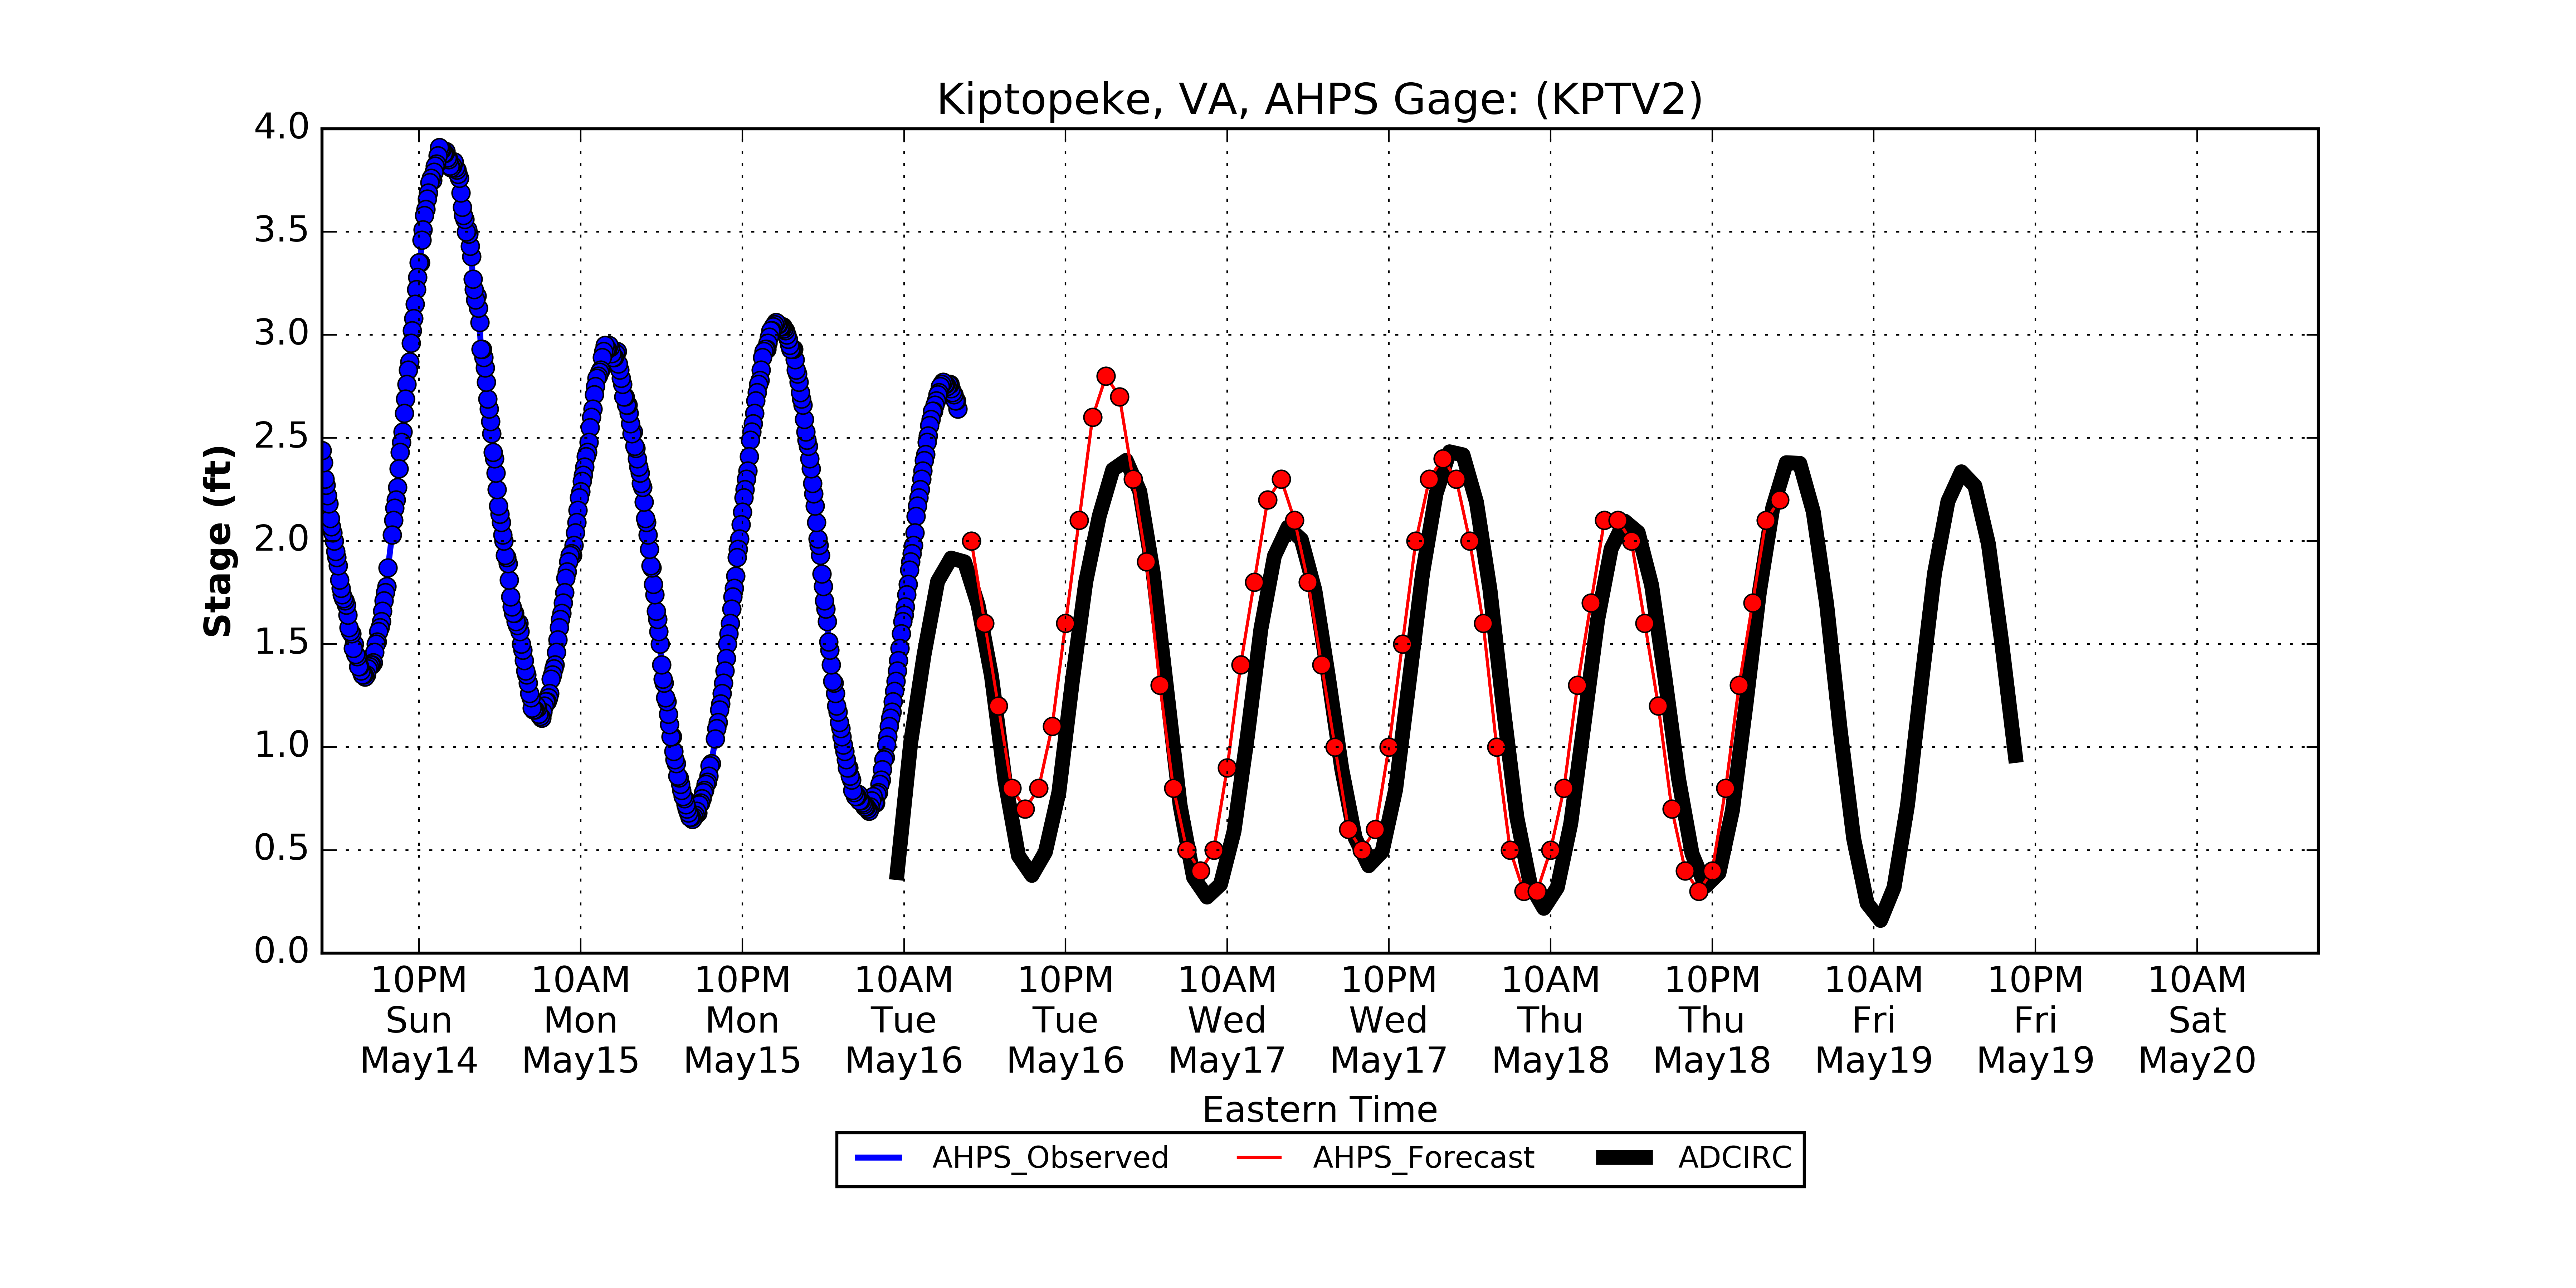 Kiptopeke, VA, AHPS Gage: (KPTV2)
4.0
3.5
3.0
2.5
2.0
1.5
1.0
0.5
0.0
Stage (ft)
10PM 10AM 10PM 10AM 10PM 10AM 10PM 10AM 10PM 10AM 10PM 10AM
Sun Mon Mon Tue Tue Wed Wed Thu Thu Fri Fri Sat
May14 May15 May15 May16 May16 May17 May17 May18 May18 May19 May19 May20
Eastern Time
AHPS_Observed AHPS_Forecast ADCIRC